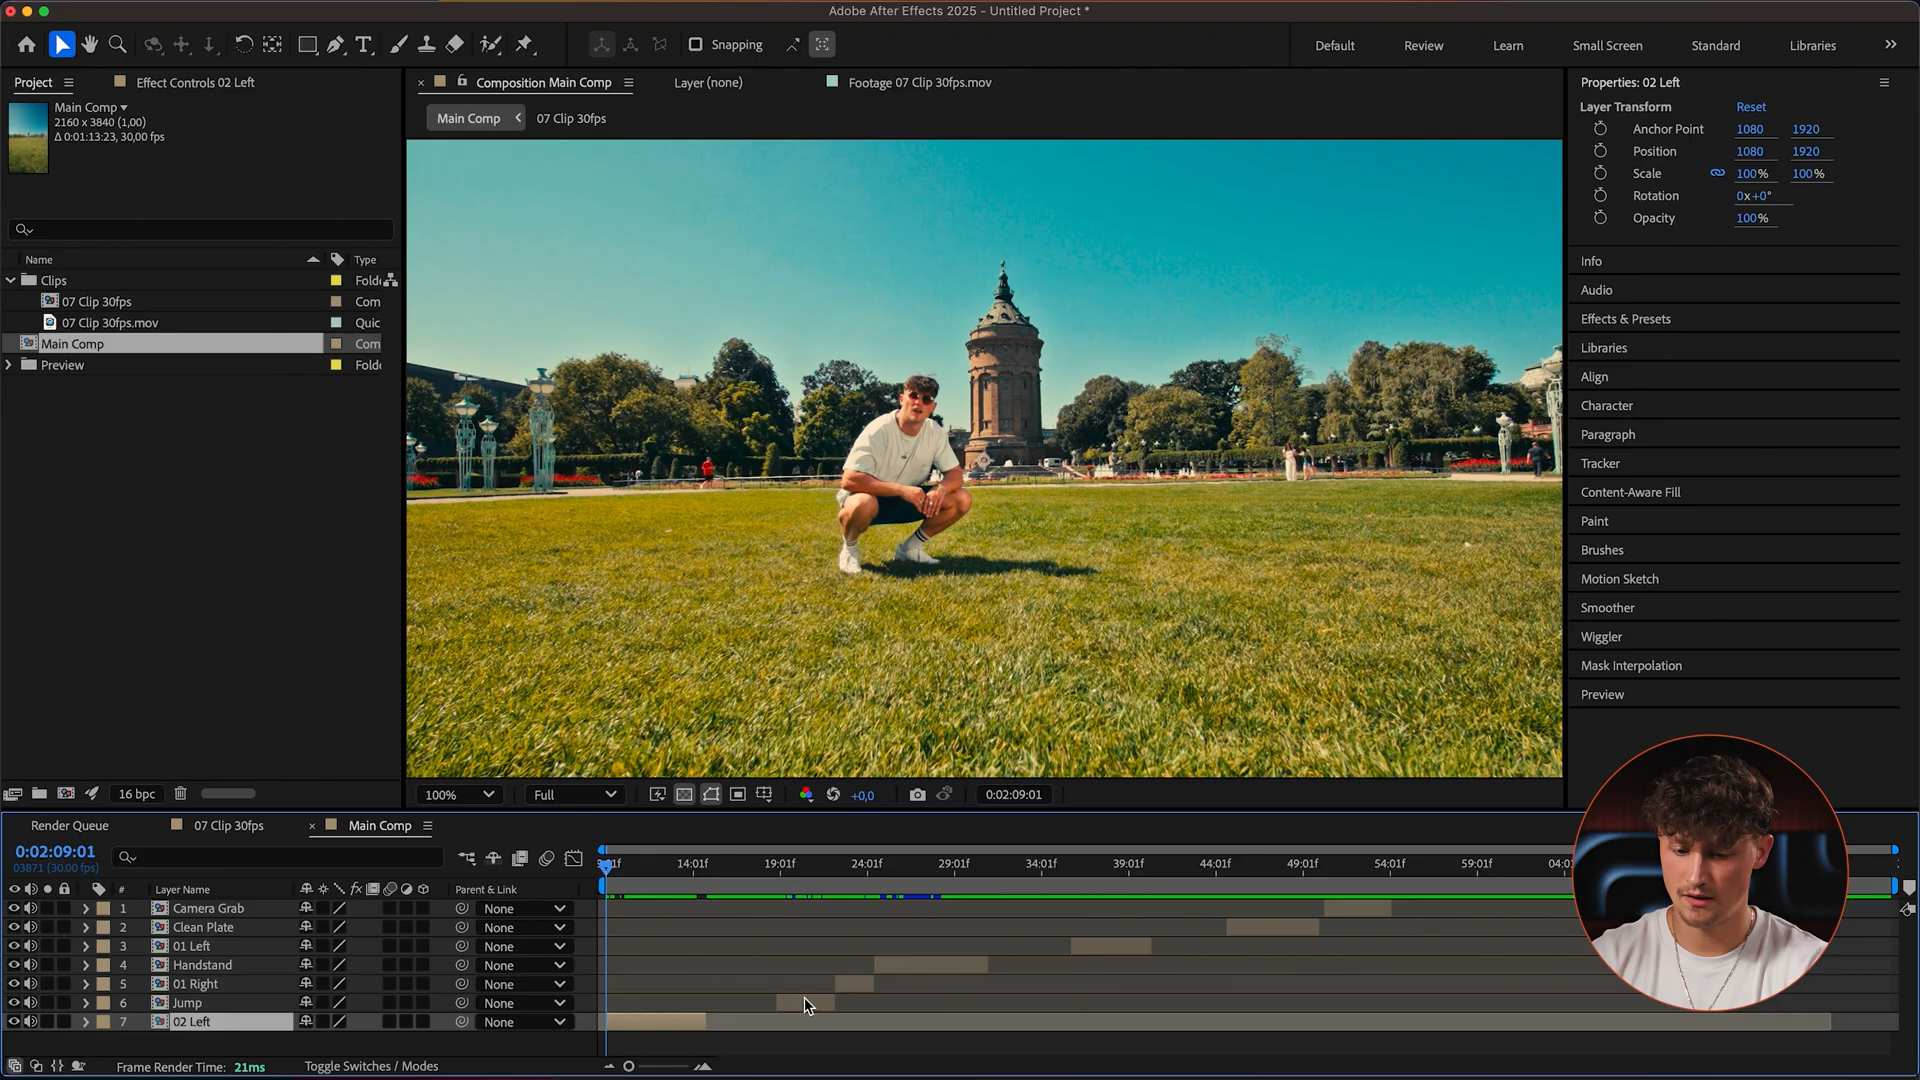 Adobe After Effects 2025 - Untitled Project *
Snapping
Default
Review
Learn
Small Screen
Standard
Libraries
Project
Effect Controls 02 Left
Composition Main Comp
Layer (none)
Footage 07 Clip 30fps.mov
Properties: 02 Left
Main Comp
2160 x 3840 (1,00)
Δ 0:01:13:23, 30,00 fps
Main Comp
07 Clip 30fps
Layer Transform Reset
Anchor Point 1080 1920
Position 1080 1920
Scale 100% 100%
Rotation 0x+0°
Opacity 100%
Name Type
Clips
07 Clip 30fps Com
07 Clip 30fps.mov Quic
Main Comp Com
Preview
Info
Audio
Effects & Presets
Libraries
Align
Character
Paragraph
Tracker
Content-Aware Fill
Paint
Brushes
Motion Sketch
Smoother
Wiggler
Mask Interpolation
Preview
16 bpc
100%
Full
+0,0
0:02:09:01
Render Queue
07 Clip 30fps
Main Comp
0:02:09:01
03871 (30.00 fps)
14:01f 19:01f 24:01f 29:01f 34:01f 39:01f 44:01f 49:01f 54:01f 59:01f
# Layer Name fx Parent & Link
1 Camera Grab None
2 Clean Plate None
3 01 Left None
4 Handstand None
5 01 Right None
6 Jump None
7 02 Left None
Frame Render Time: 21ms
Toggle Switches / Modes